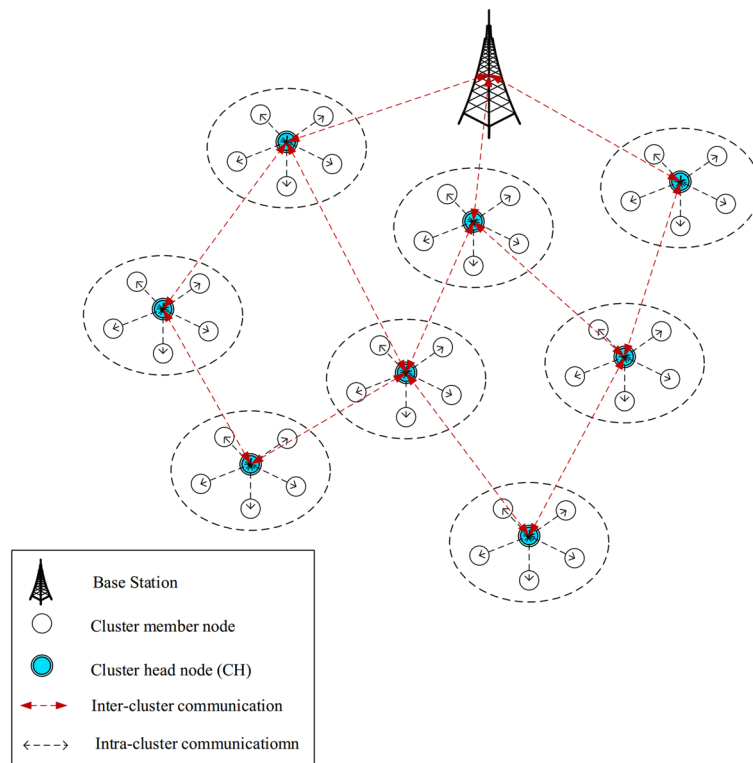 Base Station
Cluster member node
Cluster head node (CH)
Inter-cluster communication
Intra-cluster communicatiomn